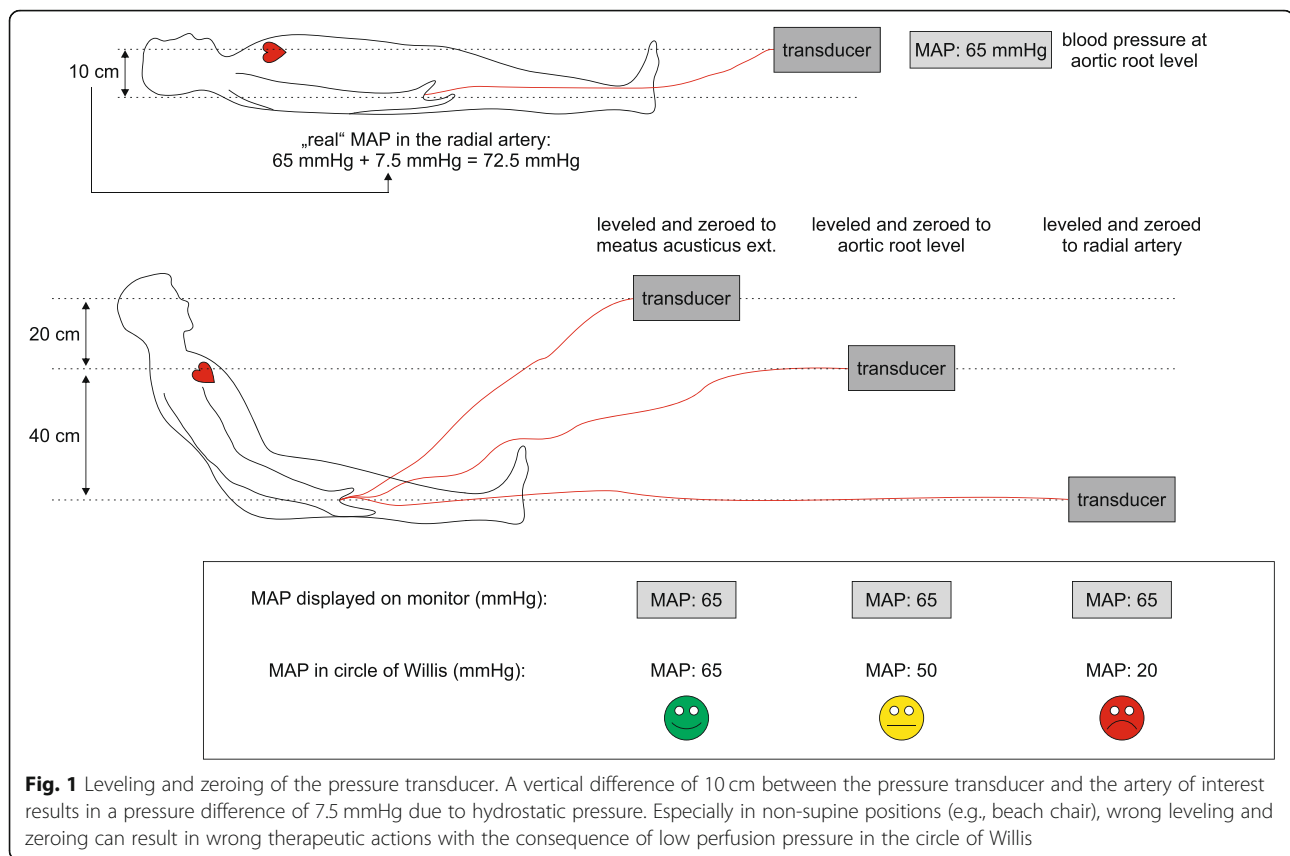 transducer
MAP: 65 mmHg
blood pressure at
aortic root level
10 cm
„real“ MAP in the radial artery:
65 mmHg + 7.5 mmHg = 72.5 mmHg
leveled and zeroed to
meatus acusticus ext.
leveled and zeroed to
aortic root level
leveled and zeroed
to radial artery
transducer
20 cm
transducer
40 cm
transducer
MAP displayed on monitor (mmHg): MAP: 65 MAP: 65 MAP: 65
MAP in circle of Willis (mmHg): MAP: 65 MAP: 50 MAP: 20
Fig. 1 Leveling and zeroing of the pressure transducer. A vertical difference of 10 cm between the pressure transducer and the artery of interest
results in a pressure difference of 7.5 mmHg due to hydrostatic pressure. Especially in non-supine positions (e.g., beach chair), wrong leveling and
zeroing can result in wrong therapeutic actions with the consequence of low perfusion pressure in the circle of Willis